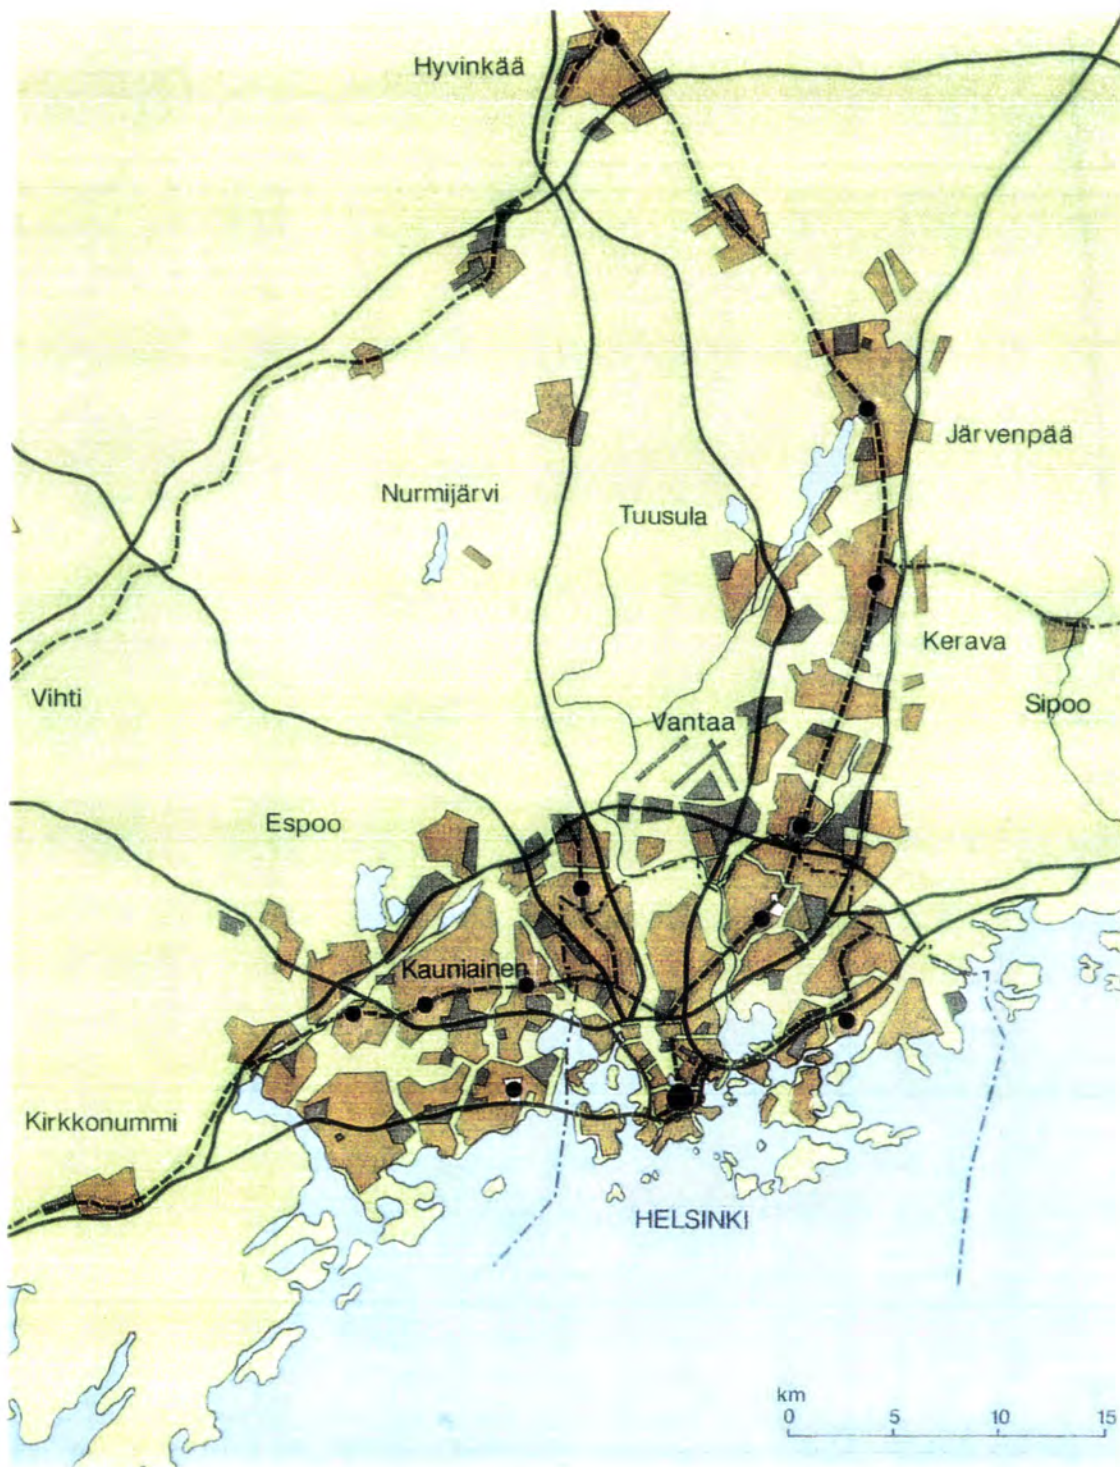 Hyvinkää
Järvenpää
Nurmijärvi
Tuusula
Kerava
Vihti
Sipoo
Vantaa
Espoo
Kauniainen
Kirkkonummi
HELSINKI
km
0 5 10 15